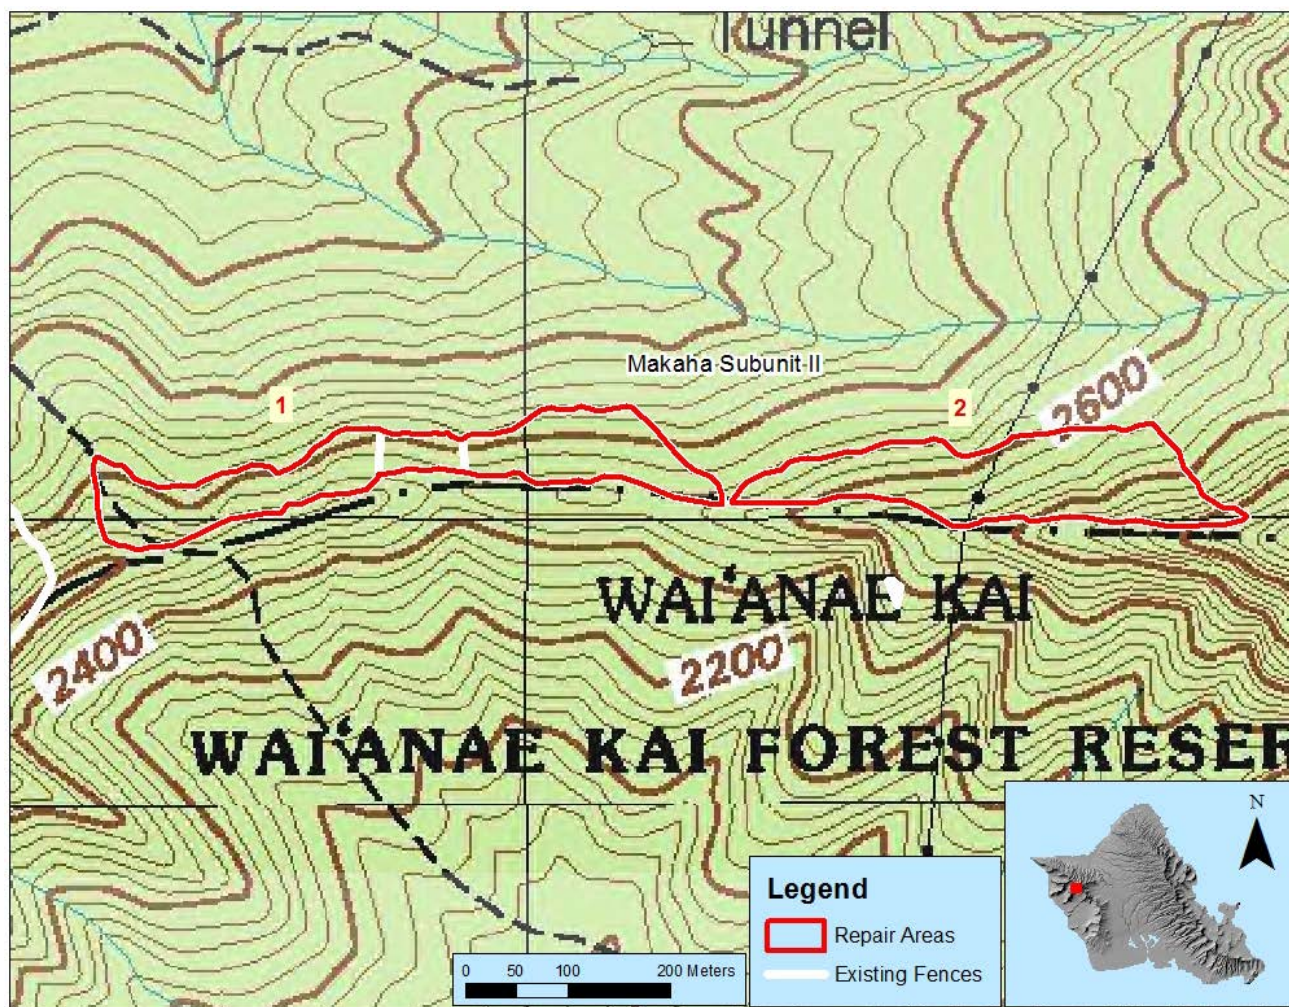 Tunnel
Makaha Subunit II
1
2
2600
WAI'ANAE KAI
2400
2200
WAI'ANAE KAI FOREST RESER
N
Legend
Repair Areas
Existing Fences
0 50 100 200 Meters